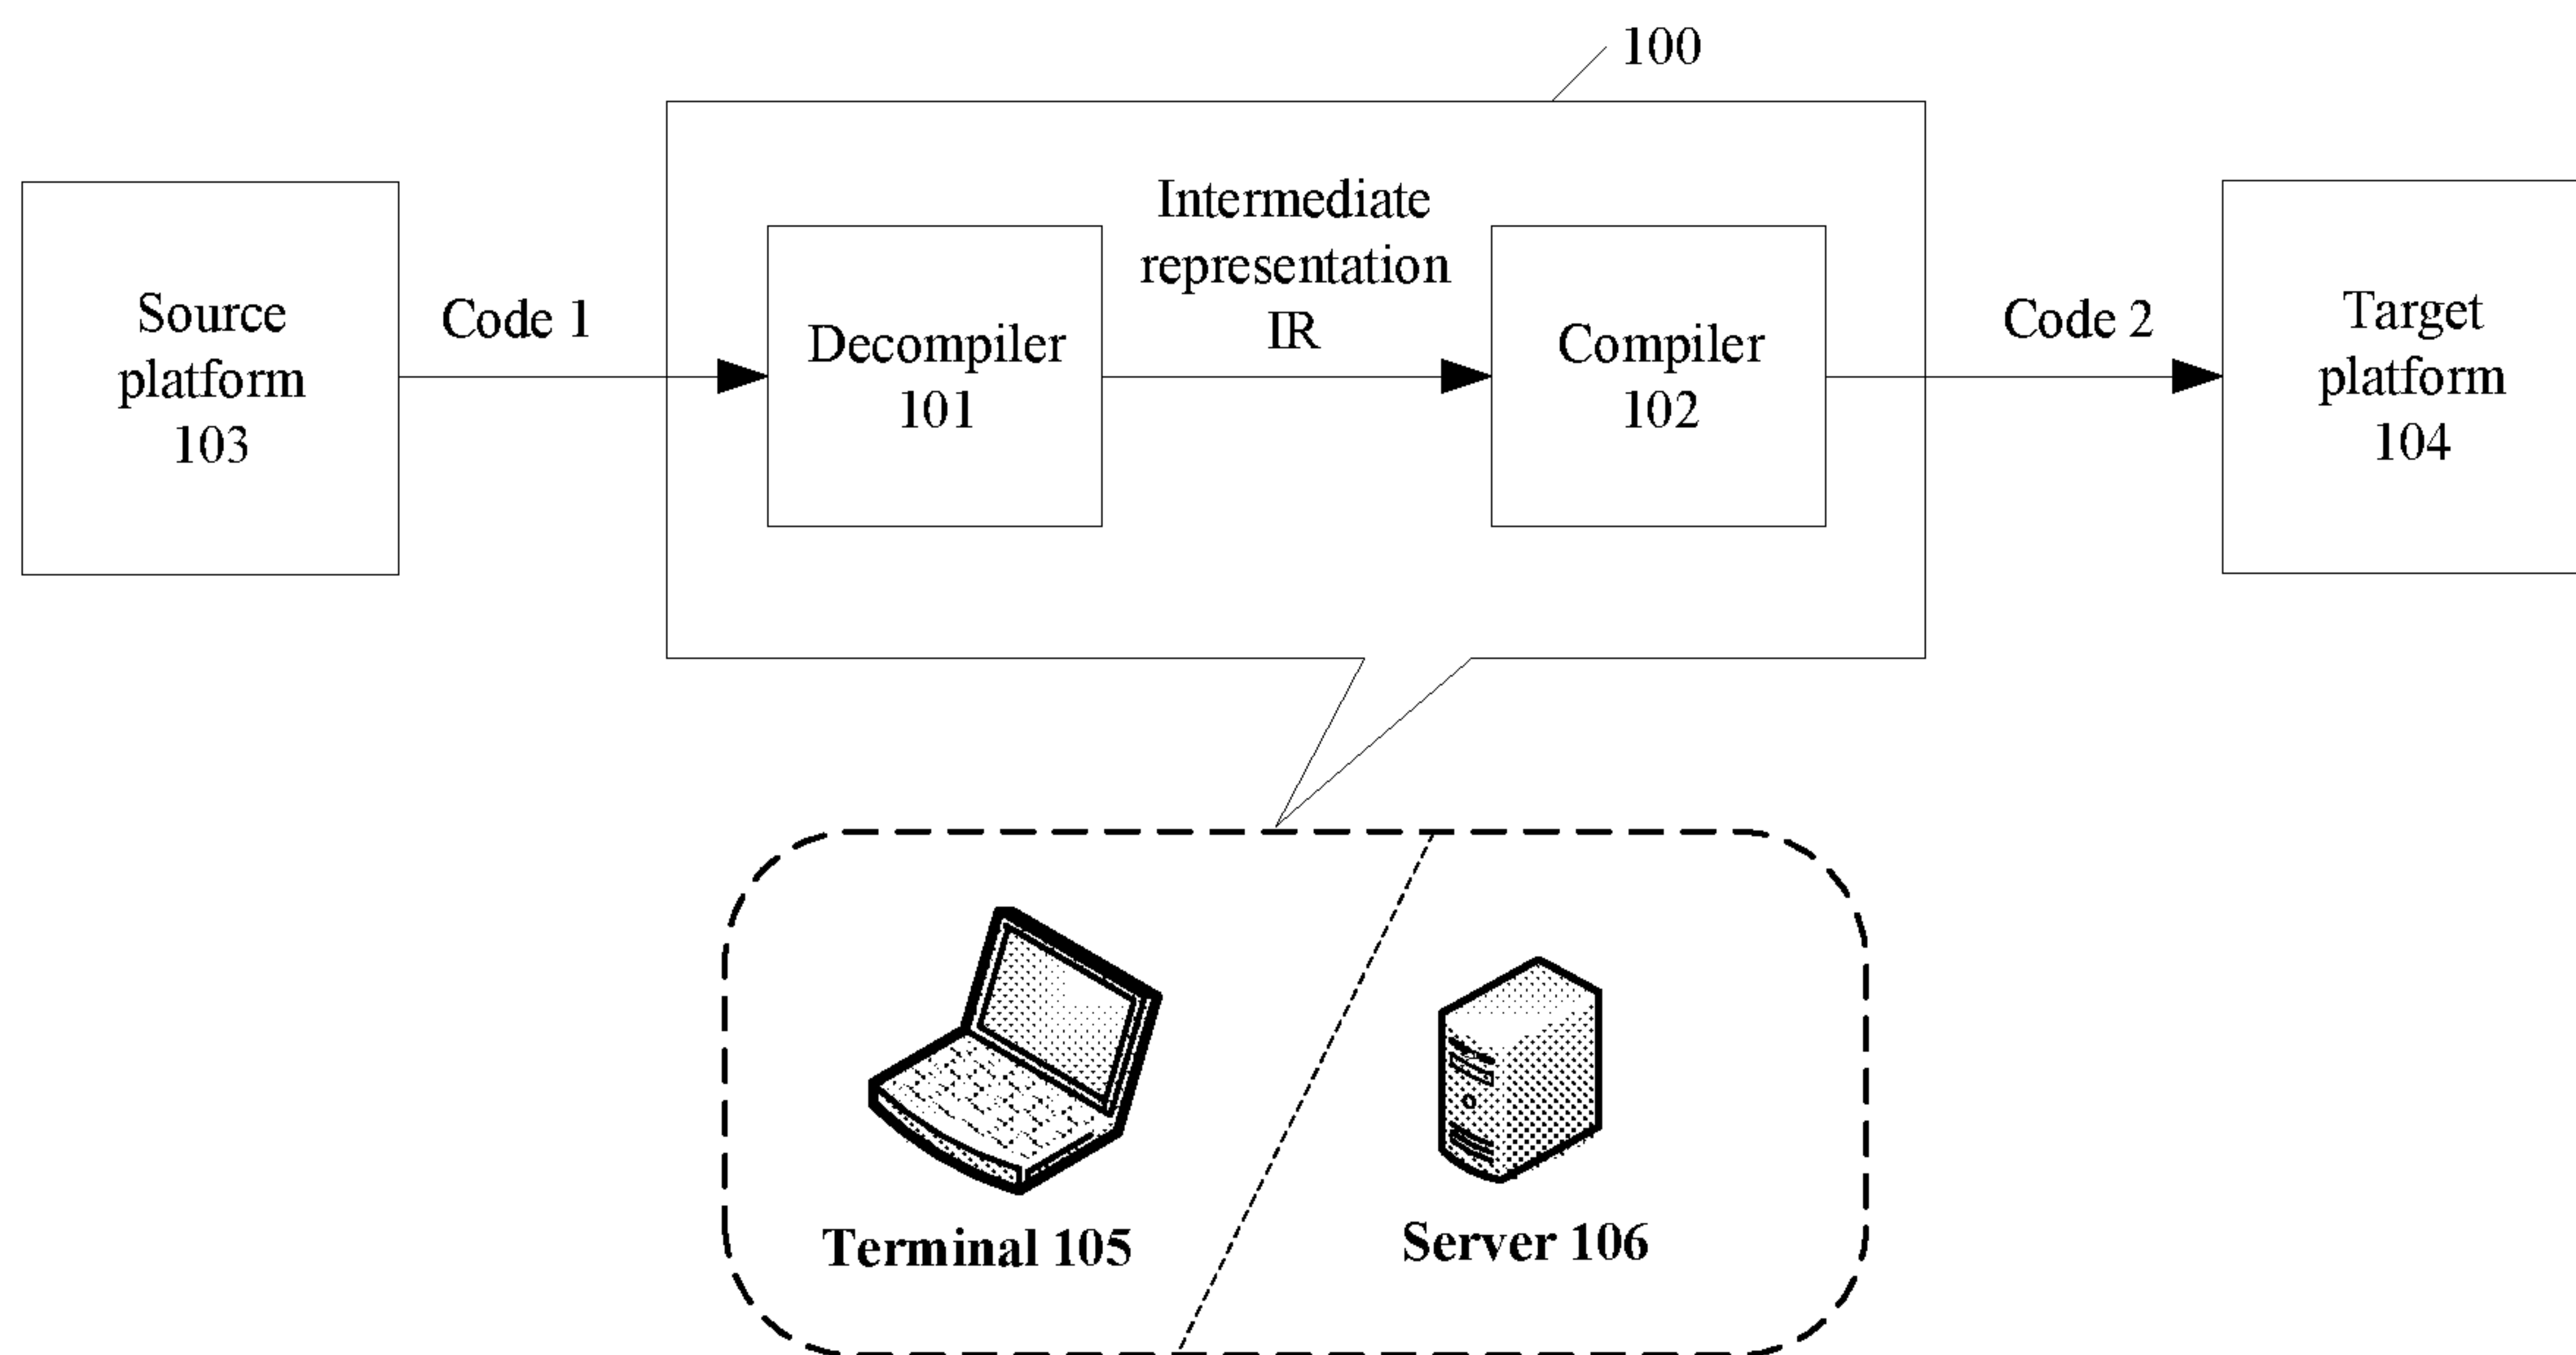 100
Source
platform
103
Code 1
Decompiler
101
Intermediate
representation
IR
Compiler
102
Code 2
Target
platform
104
Terminal 105
Server 106